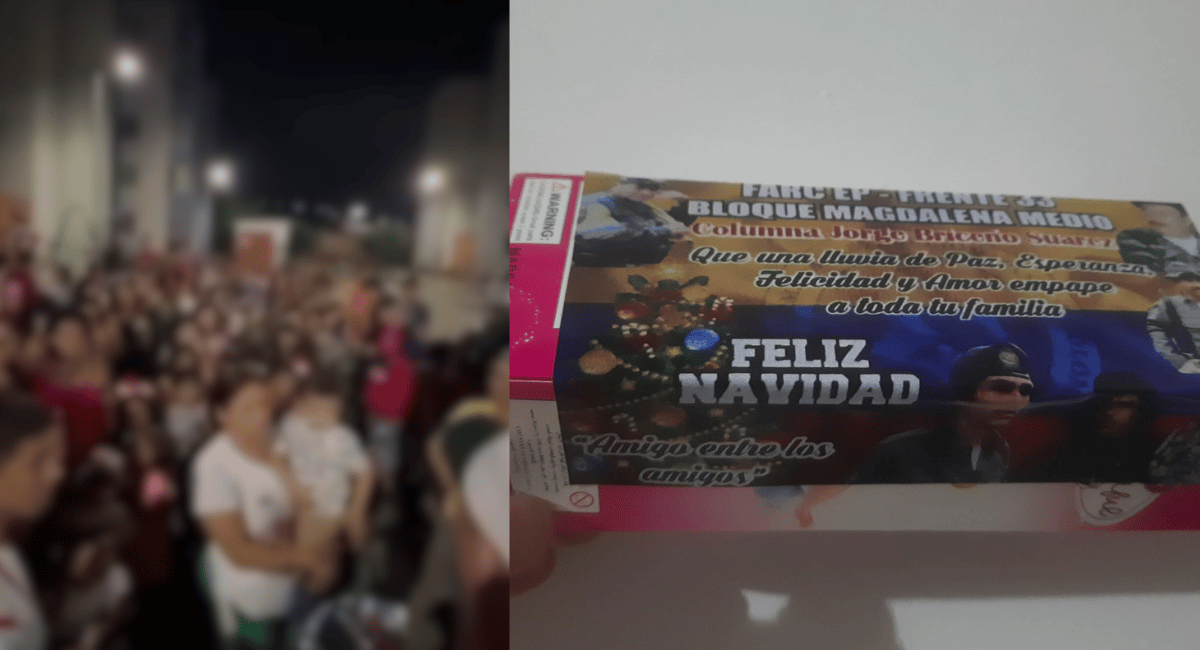 WARNING:
FARC EP - FRENTE 33
BLOQUE MAGDALENA MEDIO
Columna Jorge Briceño Suarez
Que una lluvia de Paz, Esperanza,
Felicidad y Amor empape
a toda tu familia
FELIZ
NAVIDAD
"Amigo entre los
amigos"